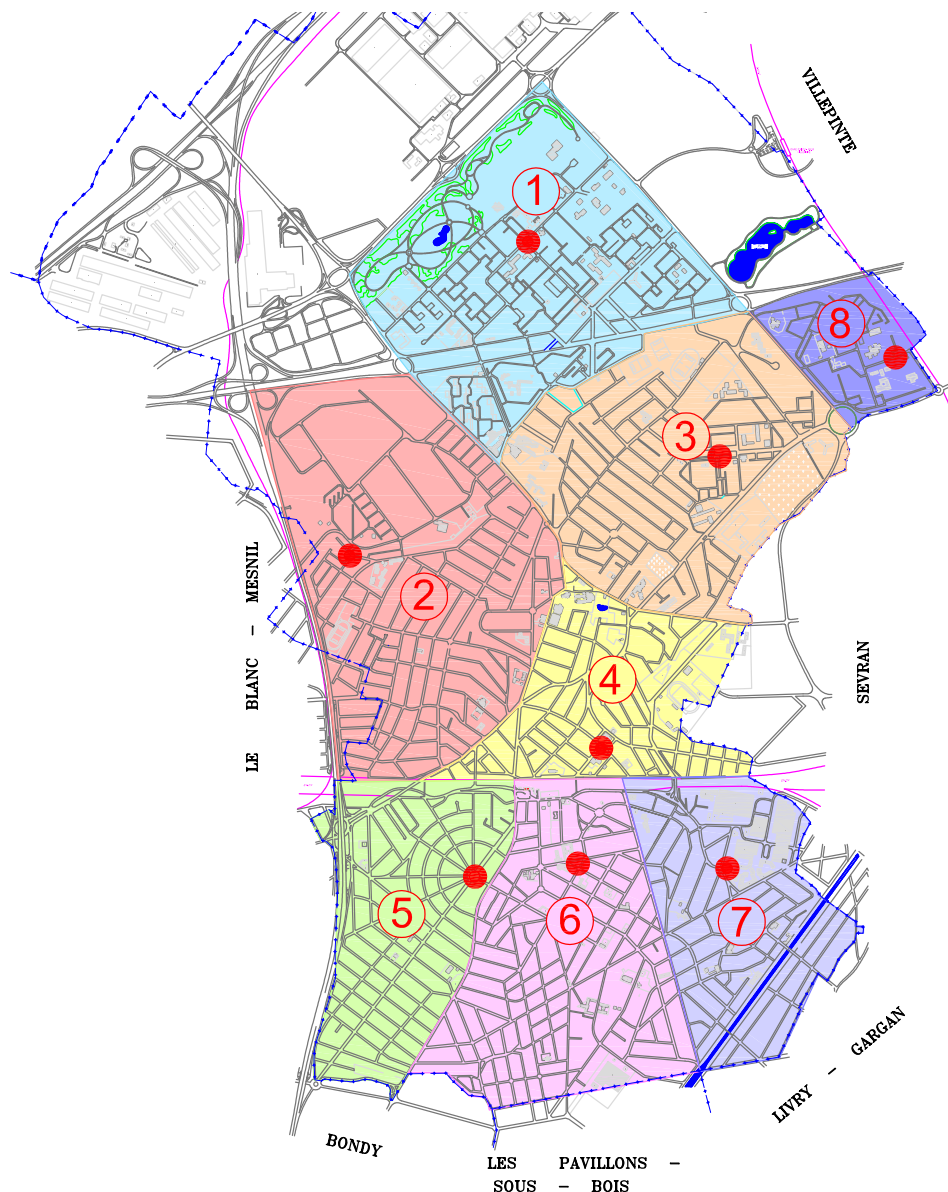 VILLEPINTE
1
8
3
LE BLANC - MESNIL
2
4
SEVRAN
5
6
7
LIVRY - GARGAN
BONDY
LES PAVILLONS -
SOUS - BOIS